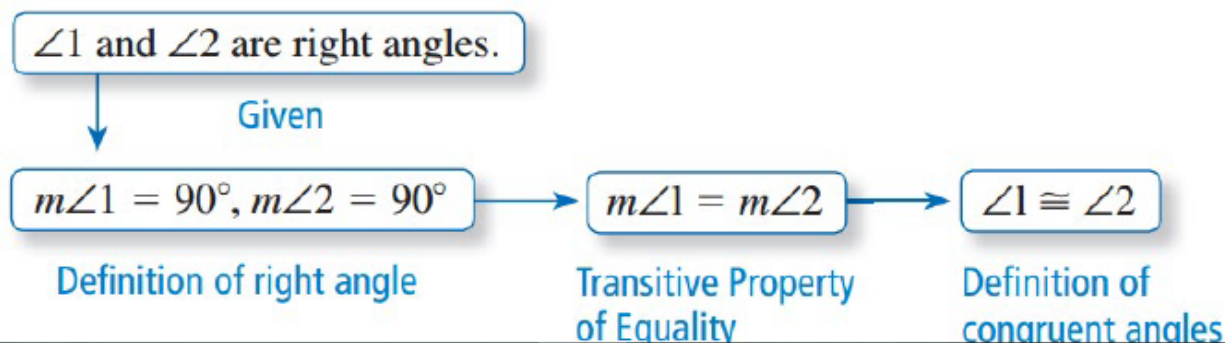 ∠1 and ∠2 are right angles.
Given
m∠1 = 90°, m∠2 = 90°
m∠1 = m∠2
∠1 ≅ ∠2
Definition of right angle
Transitive Property
of Equality
Definition of
congruent angles